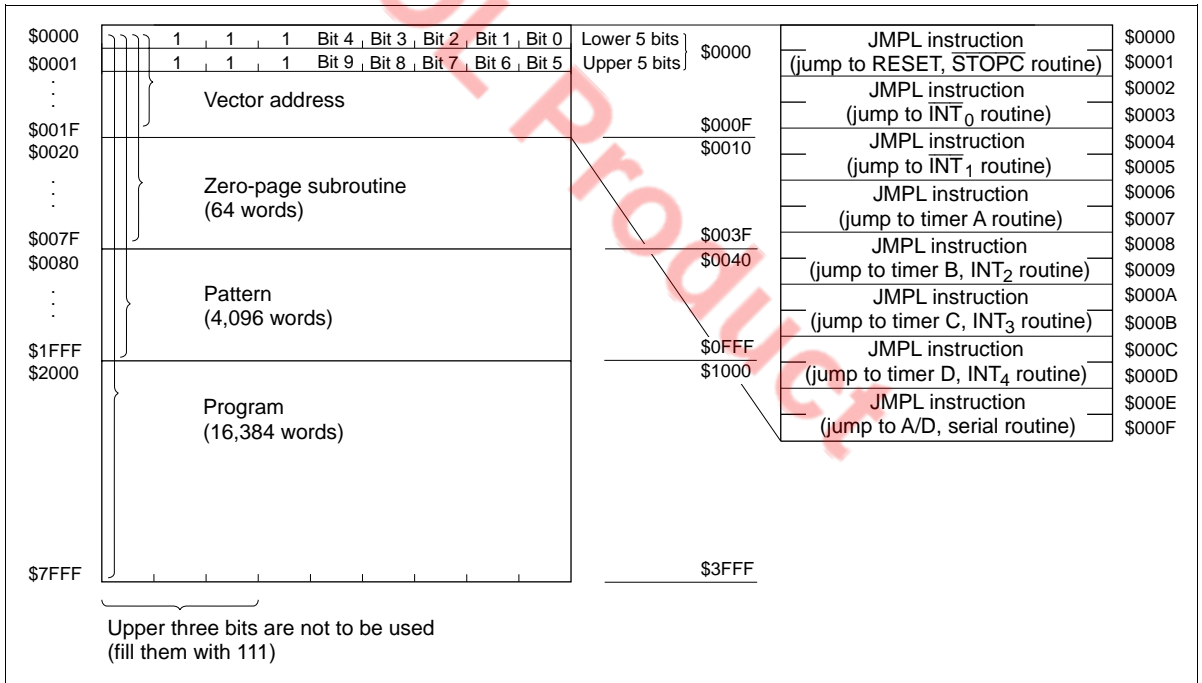 $0000 1 1 1 Bit 4 Bit 3 Bit 2 Bit 1 Bit 0 Lower 5 bits
$0001 1 1 1 Bit 9 Bit 8 Bit 7 Bit 6 Bit 5 Upper 5 bits
$0000
Vector address
$001F
$000F
$0020
$0010
Zero-page subroutine
(64 words)
$007F
$003F
$0080
$0040
Pattern
(4,096 words)
$1FFF
$0FFF
$2000
$1000
Program
(16,384 words)
$7FFF
$3FFF
Upper three bits are not to be used
(fill them with 111)
JMPL instruction $0000
(jump to RESET, STOPC routine) $0001
JMPL instruction $0002
(jump to INT0 routine) $0003
JMPL instruction $0004
(jump to INT1 routine) $0005
JMPL instruction $0006
(jump to timer A routine) $0007
JMPL instruction $0008
(jump to timer B, INT2 routine) $0009
JMPL instruction $000A
(jump to timer C, INT3 routine) $000B
JMPL instruction $000C
(jump to timer D, INT4 routine) $000D
JMPL instruction $000E
(jump to A/D, serial routine) $000F
OL Product